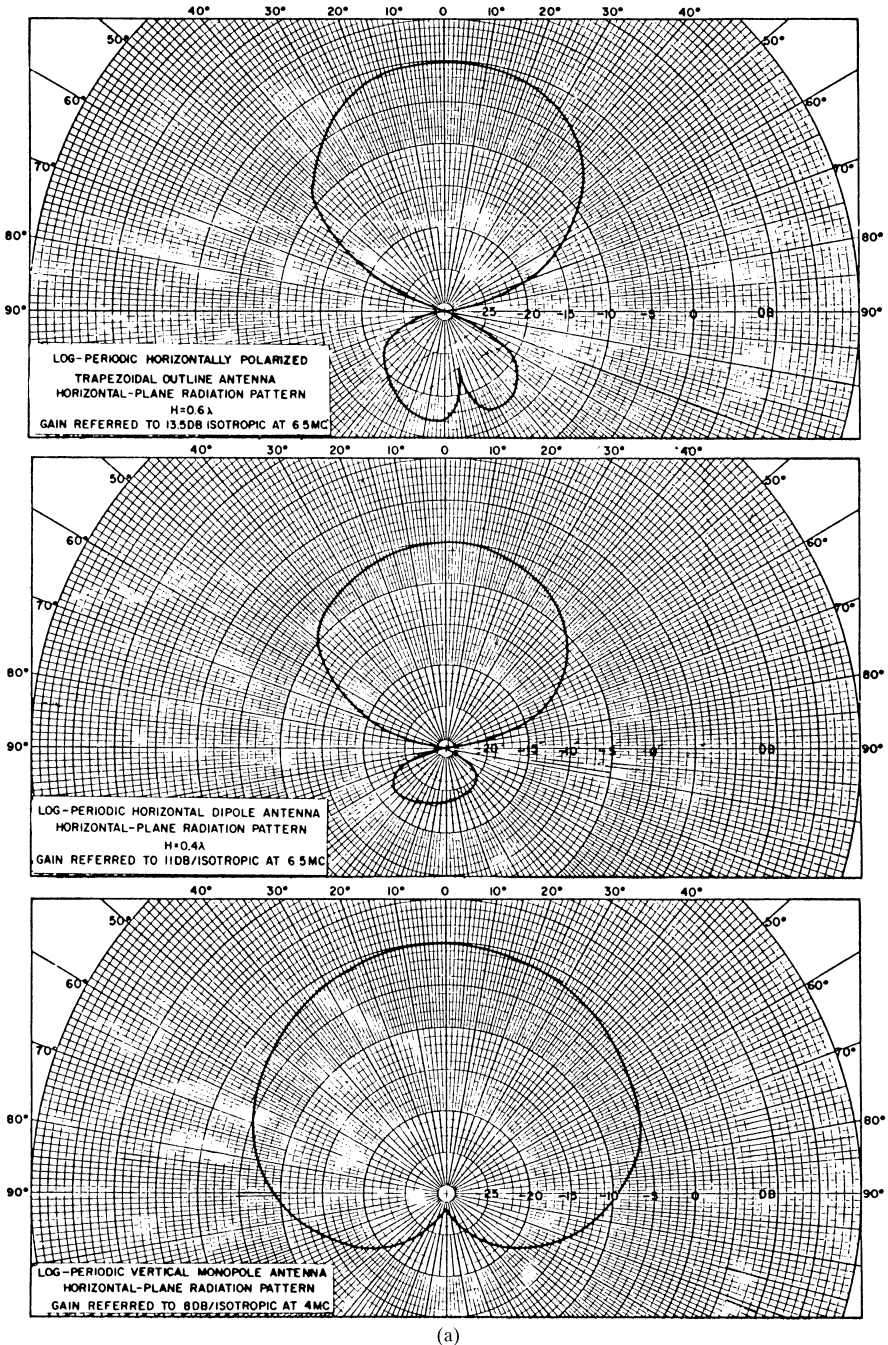 40° 30° 20° 10° 0 10° 20° 30° 40°
50° 50°
60° 60°
70° 70°
80° 80°
90° 25 -20 -15 -10 -5 0 DB 90°
LOG-PERIODIC HORIZONTALLY POLARIZED
TRAPEZOIDAL OUTLINE ANTENNA
HORIZONTAL-PLANE RADIATION PATTERN
H=0.6λ
GAIN REFERRED TO 13.5DB ISOTROPIC AT 6 5MC
40° 30° 20° 10° 0 10° 20° 30° 40°
50° 50°
60° 60°
70° 70°
80° 80°
90° -20 -15 -10 -5 0 DB 90°
LOG-PERIODIC HORIZONTAL DIPOLE ANTENNA
HORIZONTAL-PLANE RADIATION PATTERN
H=0.4λ
GAIN REFERRED TO 11DB/ISOTROPIC AT 6 5MC
40° 30° 20° 10° 0 10° 20° 30° 40°
50° 50°
60° 60°
70° 70°
80° 80°
90° 25 -20 -15 -10 -5 0 DB 90°
LOG-PERIODIC VERTICAL MONOPOLE ANTENNA
HORIZONTAL-PLANE RADIATION PATTERN
GAIN REFERRED TO 8DB/ISOTROPIC AT 4MC
(a)